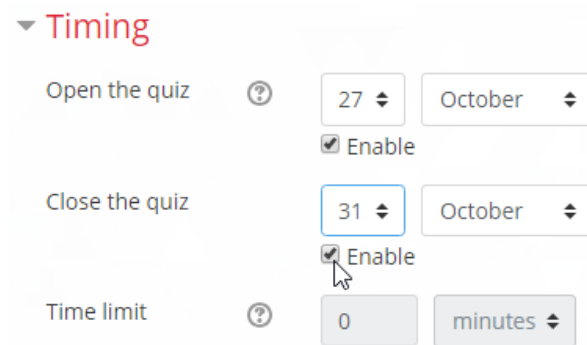 Timing
Open the quiz ? 27 October
Enable
Close the quiz 31 October
Enable
Time limit ? 0 minutes